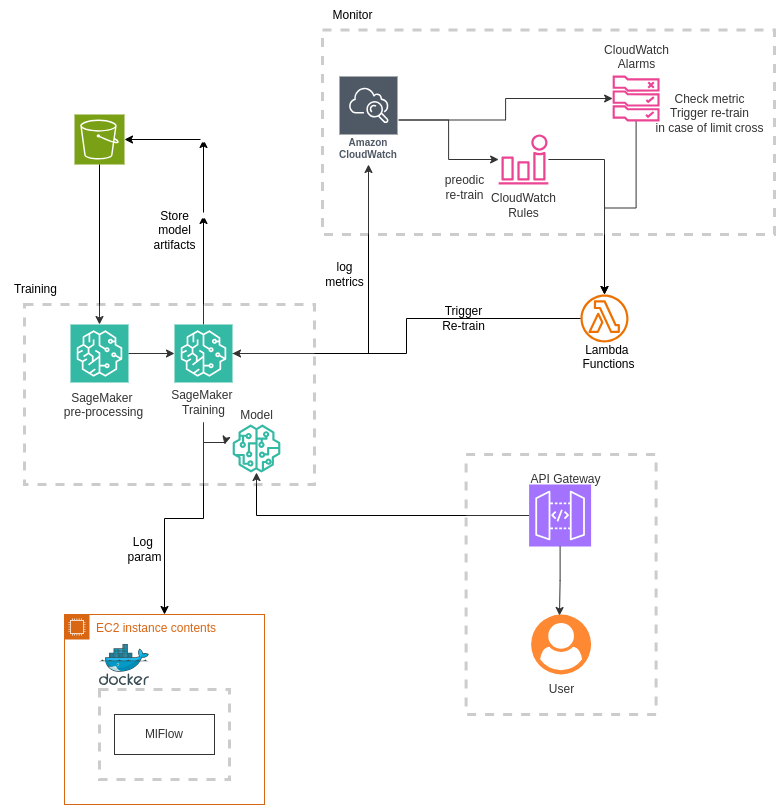 Monitor
CloudWatch
Alarms
Check metric
Trigger re-train
in case of limit cross
Amazon
CloudWatch
preodic
re-train
CloudWatch
Rules
Store
model
artifacts
log
metrics
Training
Trigger
Re-train
Lambda
Functions
SageMaker
pre-processing
SageMaker
Training
Model
API Gateway
</>
Log
param
EC2 instance contents
docker
MlFlow
User